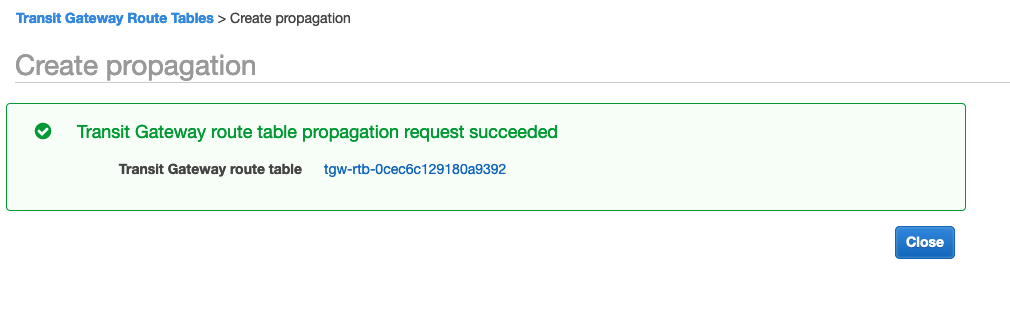 Transit Gateway Route Tables > Create propagation
Create propagation
Transit Gateway route table propagation request succeeded
Transit Gateway route table tgw-rtb-0cec6c129180a9392
Close